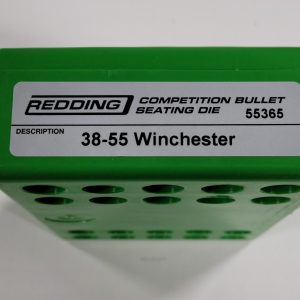 REDDING COMPETITION BULLET
SEATING DIE 55365
DESCRIPTION 38-55 Winchester